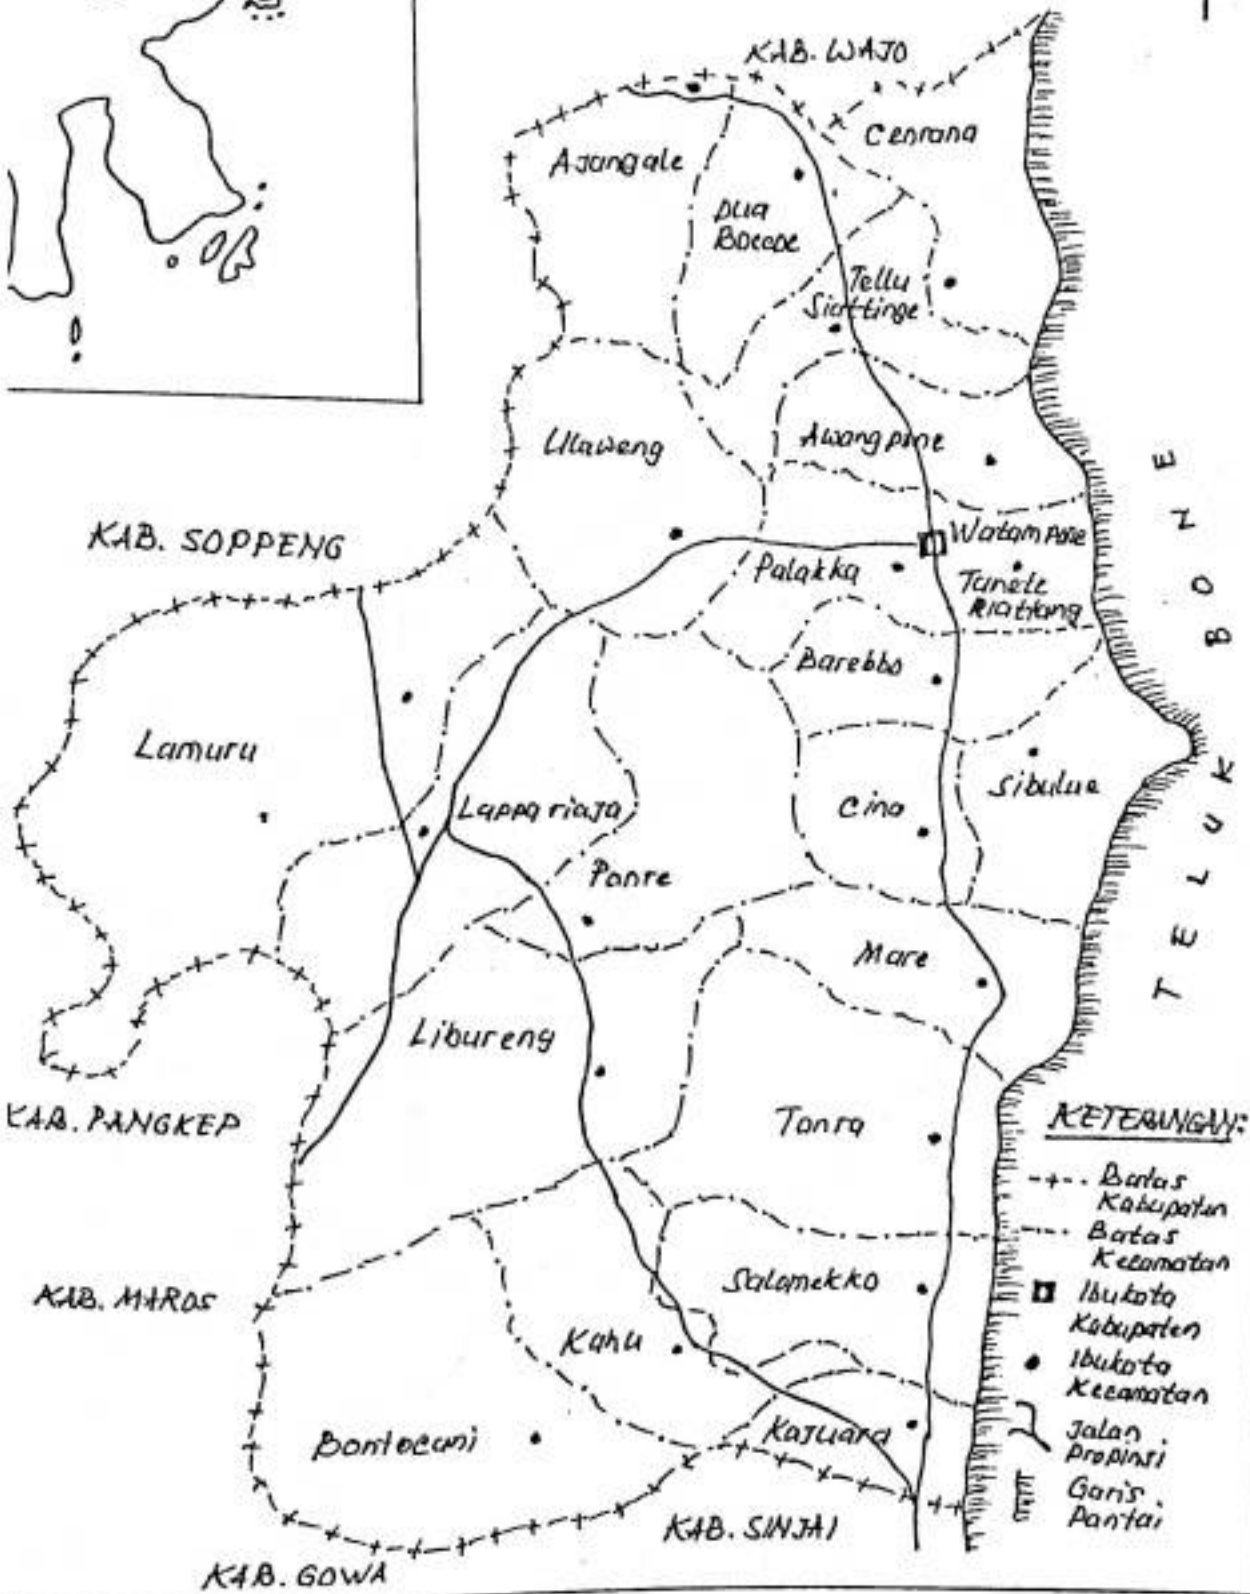 KAB. WAJO
Cenrana
Ajangale
Dua
Boccoe
Tellu
Siattinge
Ulaweng
Awangpone
KAB. SOPPENG
Watampone
Palakka
Tanete
Riattang
Barebbo
Lamuru
Lappariaja
Cina
Sibulue
Ponre
Mare
Libureng
TELUK BONE
KAB. PANGKEP
Tonra
KAB. MAROS
Salomekko
Kahu
Bontocani
Kajuara
KAB. SINJAI
KAB. GOWA
KETERANGAN:
Batas
Kabupaten
Batas
Kecamatan
Ibukota
Kabupaten
Ibukota
Kecamatan
Jalan
Propinsi
Garis
Pantai